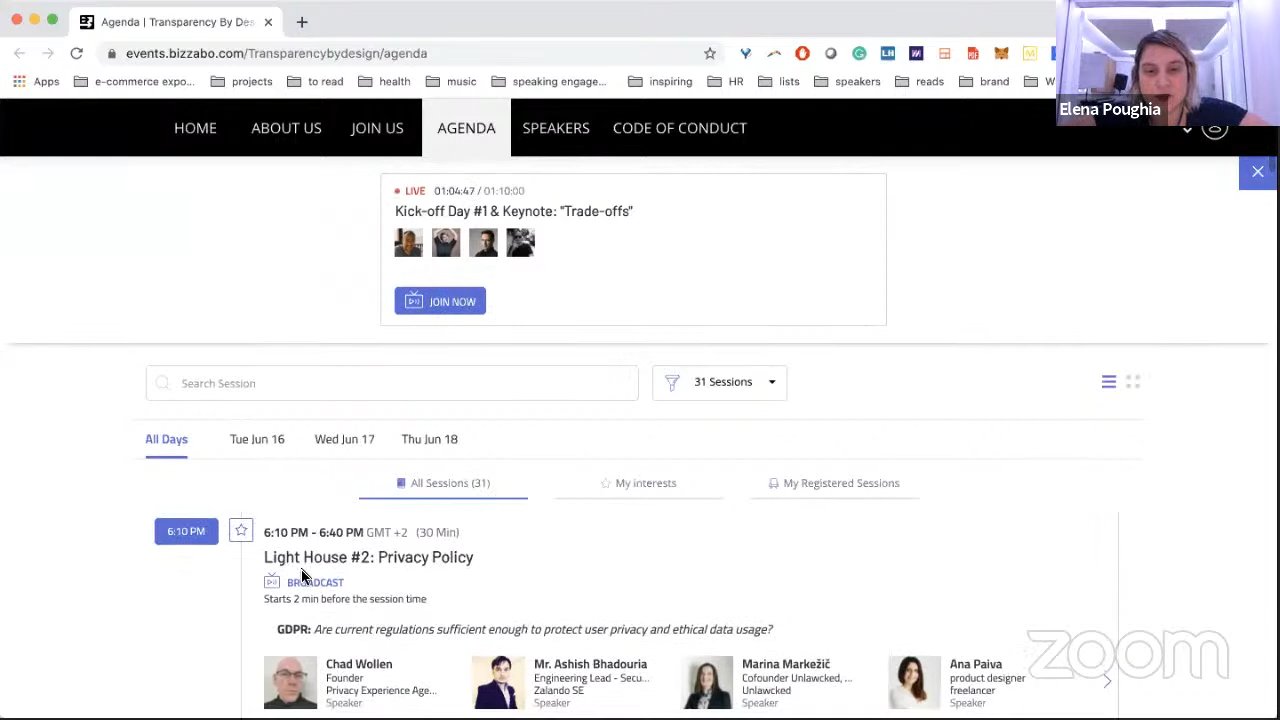 Agenda | Transparency By Des
events.bizzabo.com/Transparencybydesign/agenda
Apps e-commerce expo... projects to read health music speaking engage... inspiring HR lists speakers reads brand W
Elena Poughia
HOME ABOUT US JOIN US AGENDA SPEAKERS CODE OF CONDUCT
LIVE 01:04:47 / 01:10:00
Kick-off Day #1 & Keynote: "Trade-offs"
JOIN NOW
Search Session 31 Sessions
All Days Tue Jun 16 Wed Jun 17 Thu Jun 18
All Sessions (31) My interests My Registered Sessions
6:10 PM 6:10 PM - 6:40 PM GMT +2 (30 Min)
Light House #2: Privacy Policy
BROADCAST
Starts 2 min before the session time
GDPR: Are current regulations sufficient enough to protect user privacy and ethical data usage?
Chad Wollen Mr. Ashish Bhadouria Marina Markežič Ana Paiva
Founder Engineering Lead - Secu... Cofounder Unlawcked, ... product designer
Privacy Experience Age... Zalando SE Unlawcked freelancer
Speaker Speaker Speaker Speaker
zoom